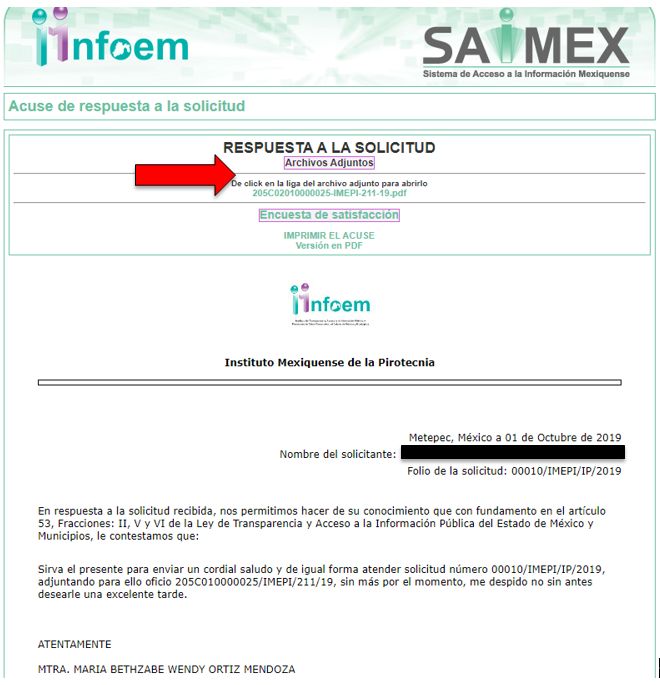 infoem
SAIMEX
Sistema de Acceso a la Información Mexiquense
Acuse de respuesta a la solicitud
RESPUESTA A LA SOLICITUD
Archivos Adjuntos
De click en la liga del archivo adjunto para abrirlo
205C02010000025-IMEPI-211-19.pdf
Encuesta de satisfacción
IMPRIMIR EL ACUSE
Versión en PDF
infoem
Instituto Mexiquense de la Pirotecnia
Metepec, México a 01 de Octubre de 2019
Nombre del solicitante:
Folio de la solicitud: 00010/IMEPI/IP/2019
En respuesta a la solicitud recibida, nos permitimos hacer de su conocimiento que con fundamento en el artículo
53, Fracciones: II, V y VI de la Ley de Transparencia y Acceso a la Información Pública del Estado de México y
Municipios, le contestamos que:
Sirva el presente para enviar un cordial saludo y de igual forma atender solicitud número 00010/IMEPI/IP/2019,
adjuntando para ello oficio 205C010000025/IMEPI/211/19, sin más por el momento, me despido no sin antes
desearle una excelente tarde.
ATENTAMENTE
MTRA. MARIA BETHZABE WENDY ORTIZ MENDOZA